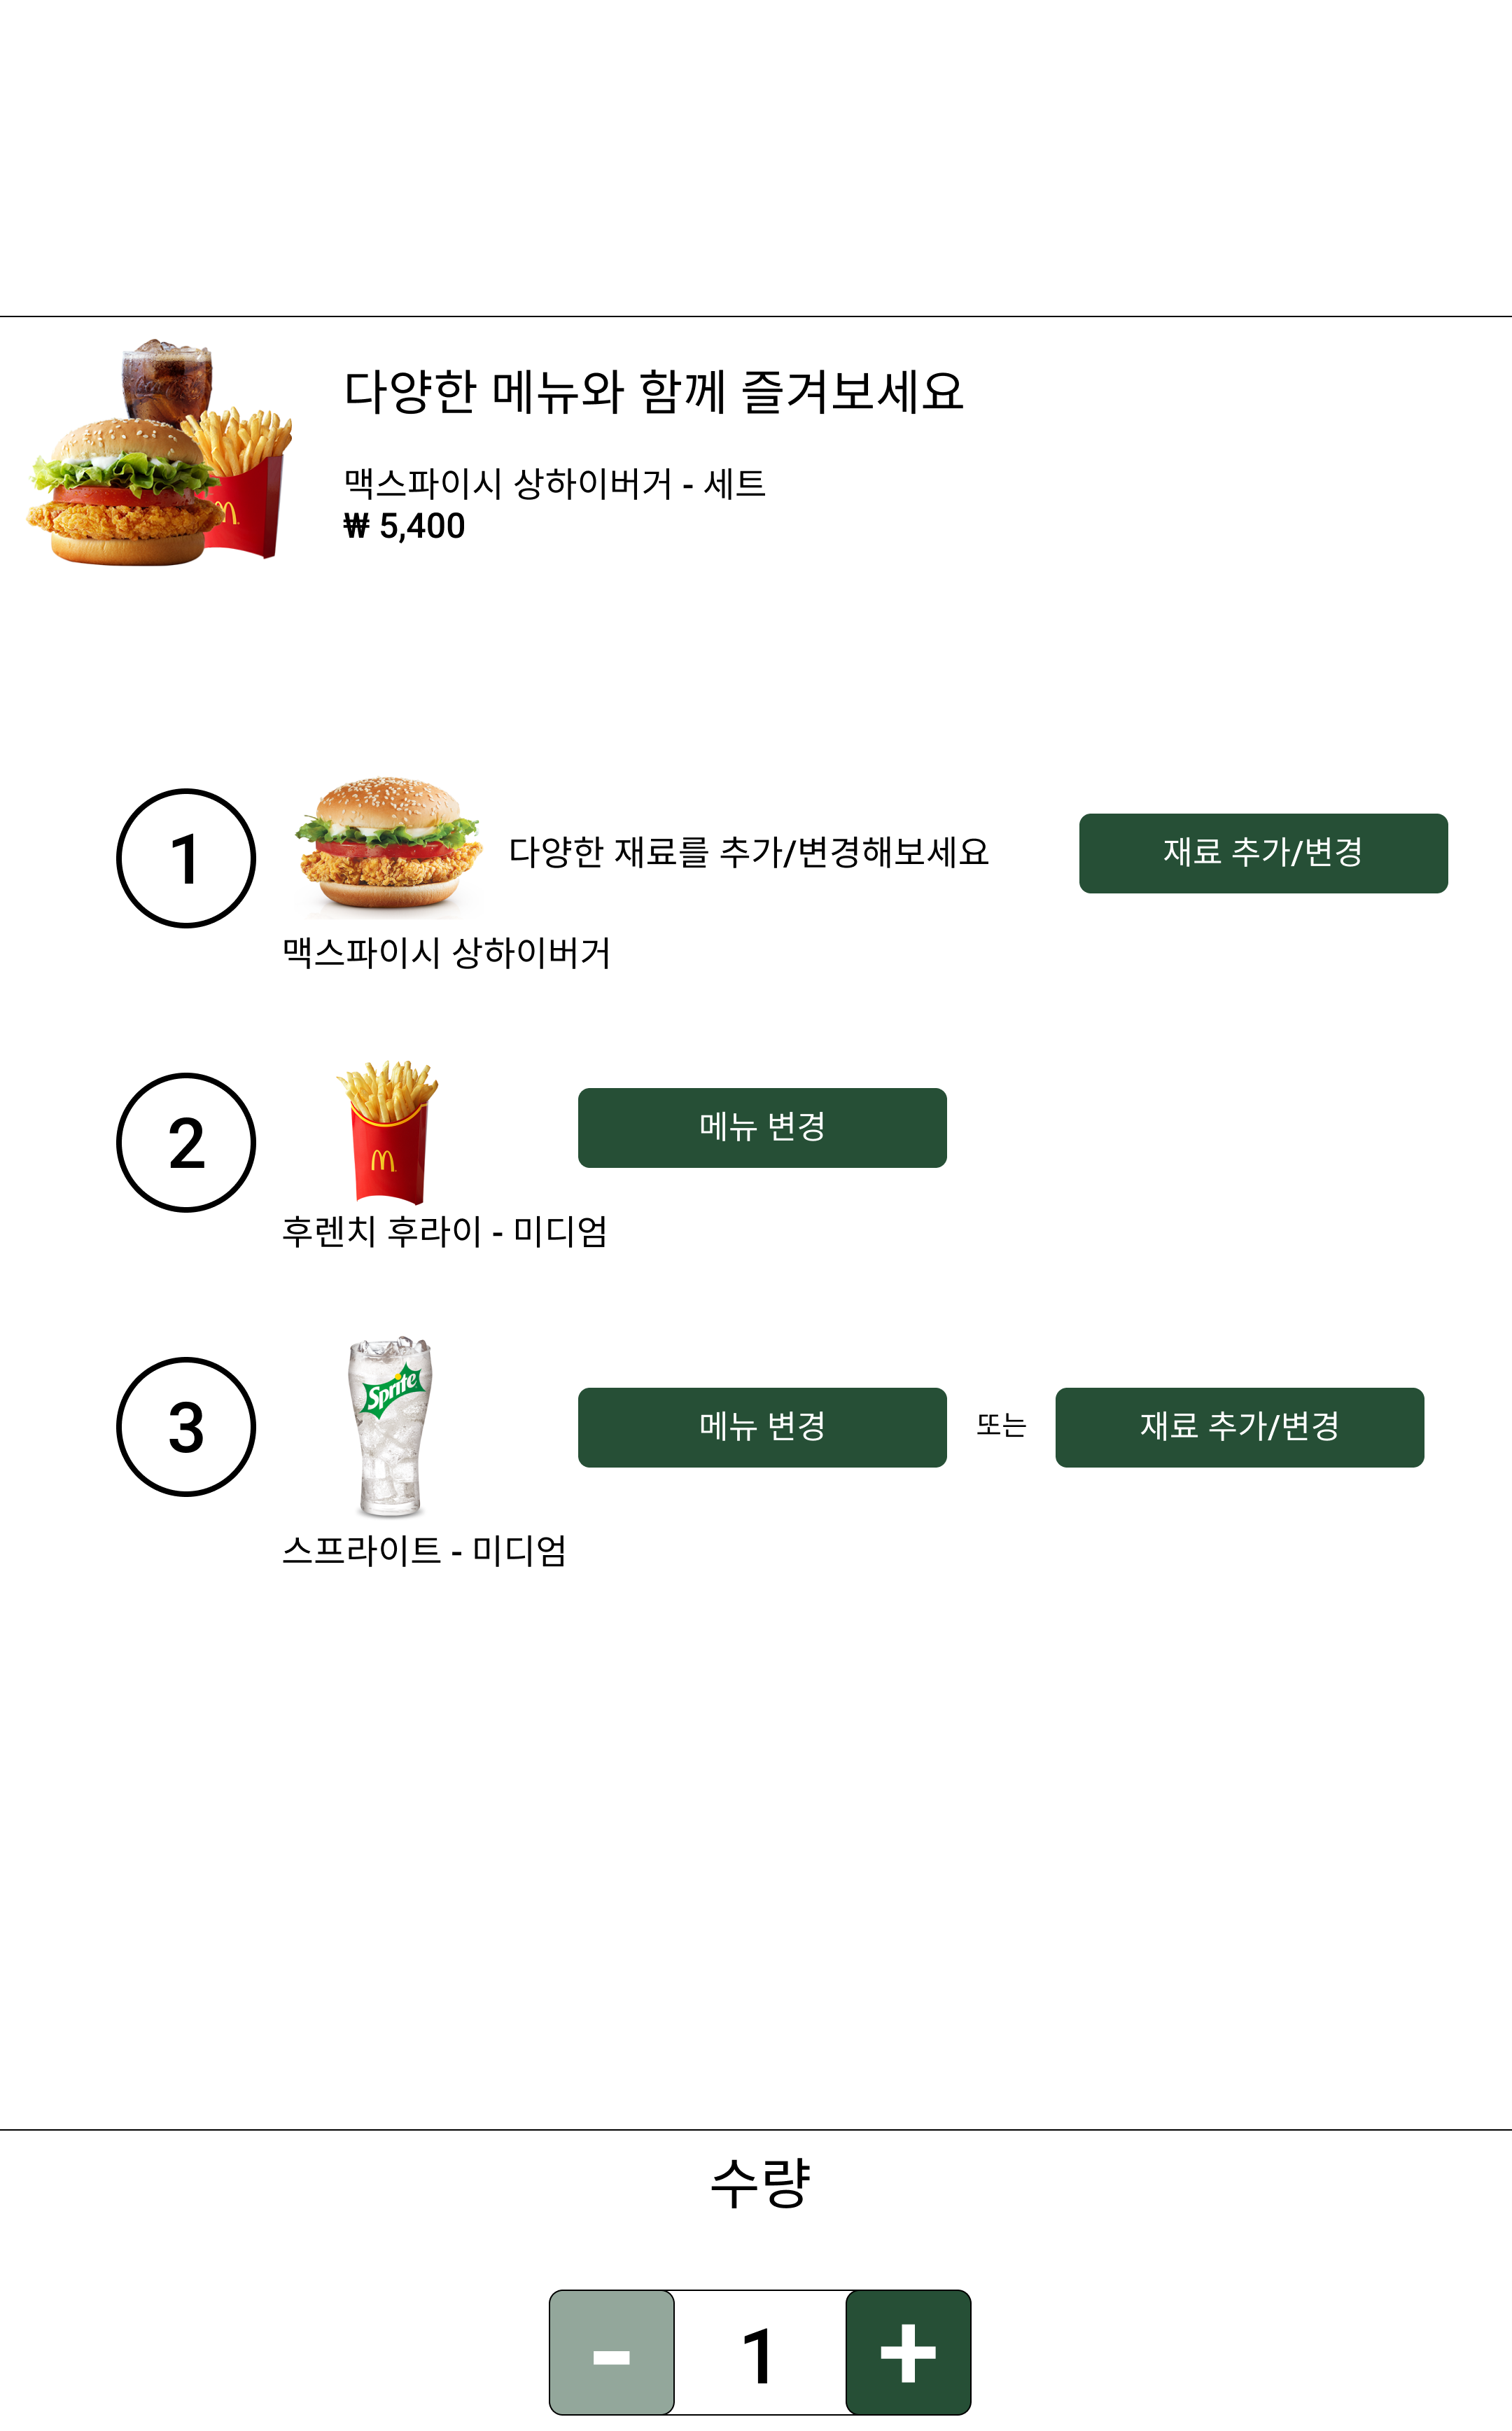 다양한 메뉴와 함께 즐겨보세요
맥스파이시 상하이버거 - 세트
₩ 5,400
1
다양한 재료를 추가/변경해보세요
재료 추가/변경
맥스파이시 상하이버거
2
메뉴 변경
후렌치 후라이 - 미디엄
3
Sprite
메뉴 변경
또는
재료 추가/변경
스프라이트 - 미디엄
수량
- 1 +